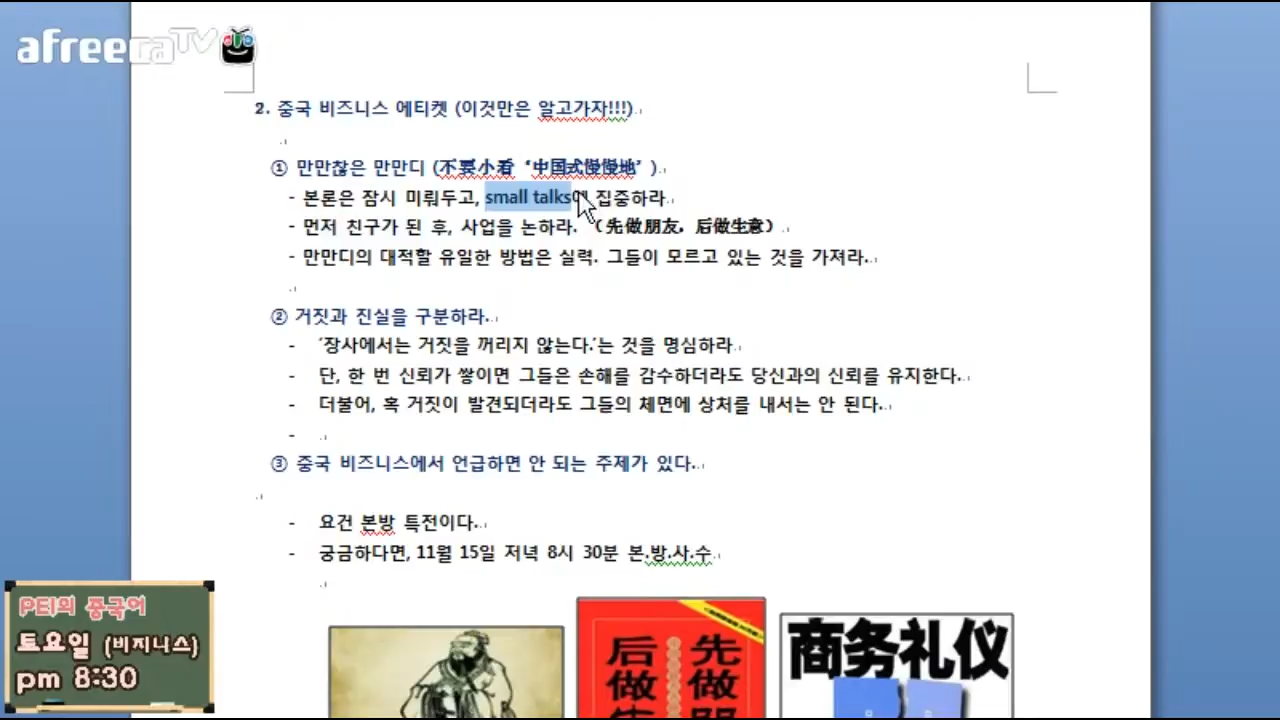 afreecaTV
2. 중국 비즈니스 에티켓 (이것만은 알고가자!!!)
① 만만찮은 만만디 (不要小看‘中国式慢慢地’)
- 본론은 잠시 미뤄두고, small talks에 집중하라
- 먼저 친구가 된 후, 사업을 논하라. (先做朋友，后做生意)
- 만만디의 대적할 유일한 방법은 실력. 그들이 모르고 있는 것을 가져라.
② 거짓과 진실을 구분하라.
- ‘장사에서는 거짓을 꺼리지 않는다.’는 것을 명심하라
- 단, 한 번 신뢰가 쌓이면 그들은 손해를 감수하더라도 당신과의 신뢰를 유지한다.
- 더불어, 혹 거짓이 발견되더라도 그들의 체면에 상처를 내서는 안 된다.
-
③ 중국 비즈니스에서 언급하면 안 되는 주제가 있다.
- 요건 본방 특전이다.
- 궁금하다면, 11월 15일 저녁 8시 30분 본.방.사.수
PEI의 중국어
토요일 (비지니스)
pm 8:30
先做
后做
商务礼仪